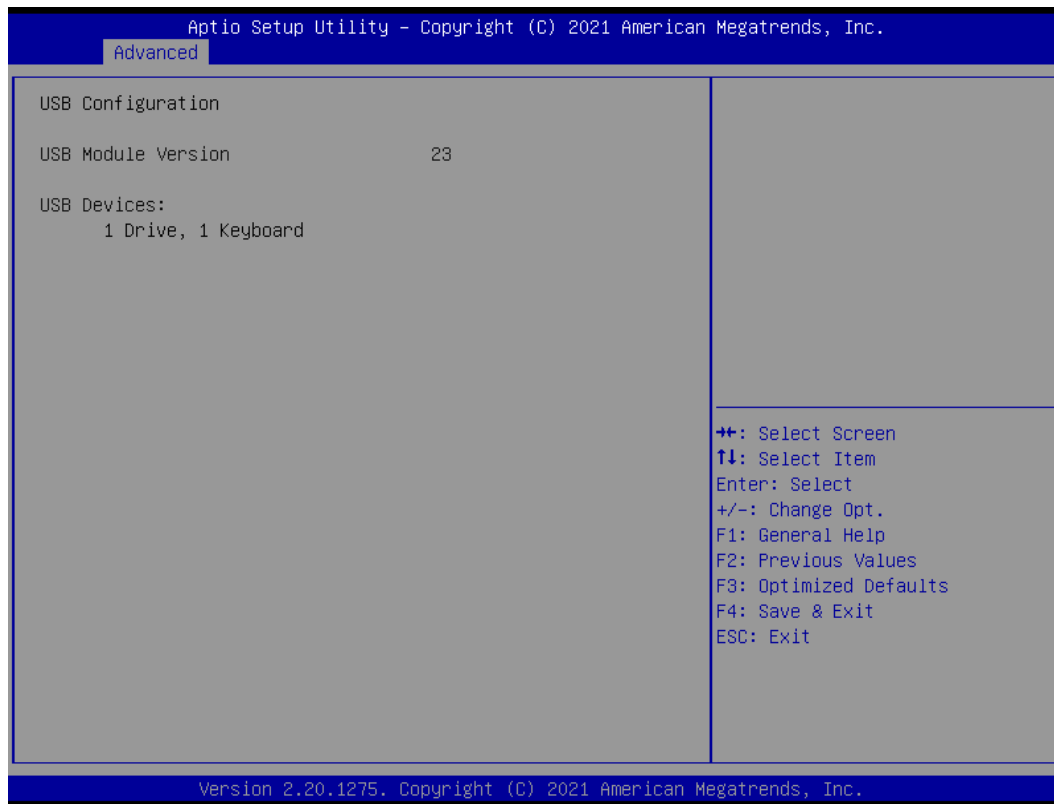 Aptio Setup Utility – Copyright (C) 2021 American Megatrends, Inc.
Advanced
USB Configuration
USB Module Version 23
USB Devices:
1 Drive, 1 Keyboard
→←: Select Screen
↑↓: Select Item
Enter: Select
+/-: Change Opt.
F1: General Help
F2: Previous Values
F3: Optimized Defaults
F4: Save & Exit
ESC: Exit
Version 2.20.1275. Copyright (C) 2021 American Megatrends, Inc.